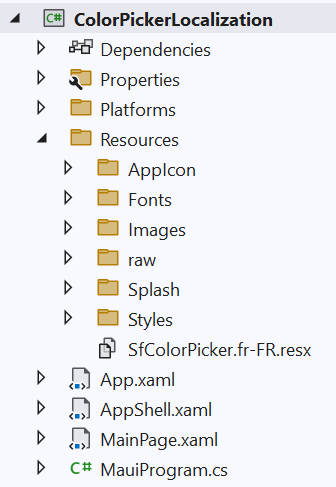 C# ColorPickerLocalization
Dependencies
Properties
Platforms
Resources
AppIcon
Fonts
Images
raw
Splash
Styles
SfColorPicker.fr-FR.resx
App.xaml
AppShell.xaml
MainPage.xaml
C# MauiProgram.cs